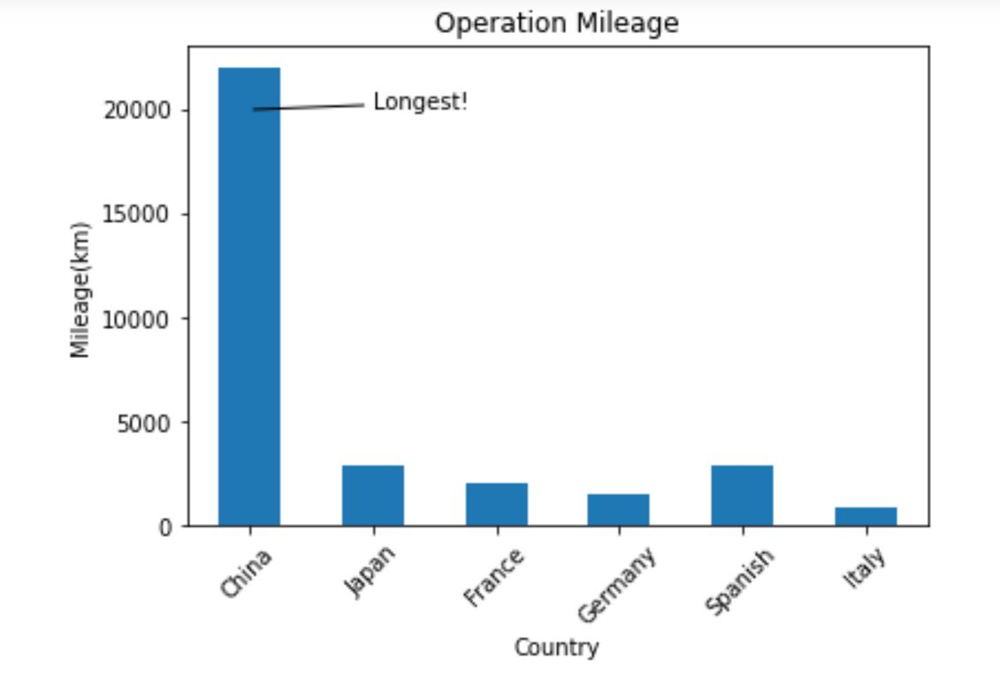 Operation Mileage
Longest!
20000
15000
10000
5000
0
Mileage(km)
China
Japan
France
Germany
Spanish
Italy
Country